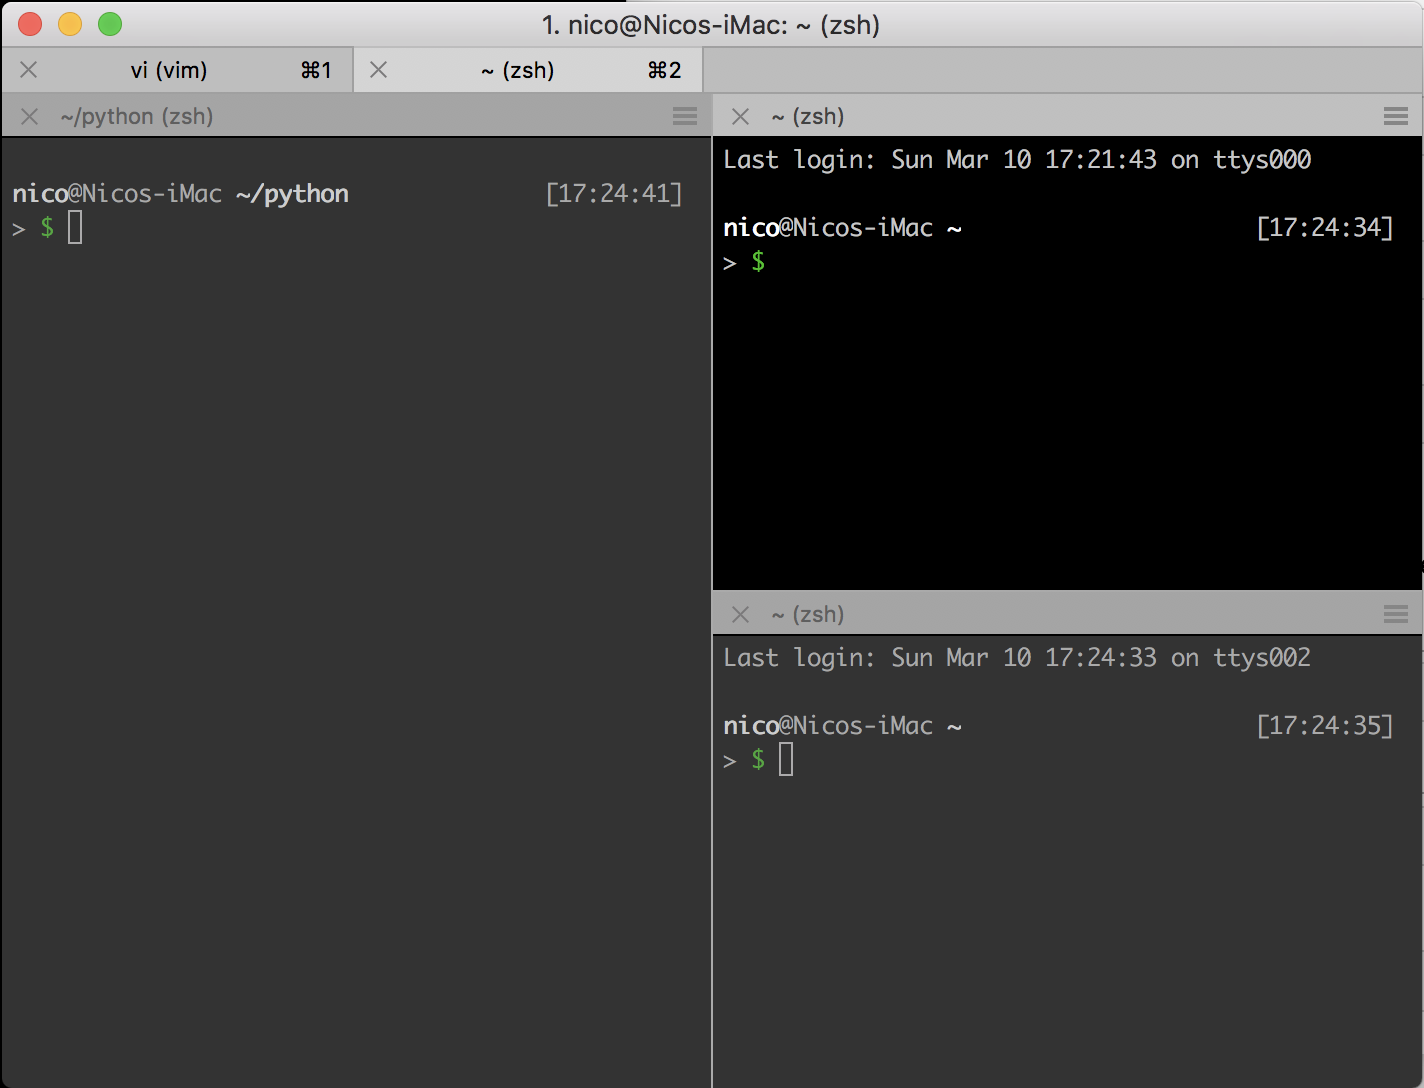 1. nico@Nicos-iMac: ~ (zsh)
vi (vim) ⌘1 ~ (zsh) ⌘2
~/python (zsh)
nico@Nicos-iMac ~/python [17:24:41]
> $
~ (zsh)
Last login: Sun Mar 10 17:21:43 on ttys000
nico@Nicos-iMac ~ [17:24:34]
> $
~ (zsh)
Last login: Sun Mar 10 17:24:33 on ttys002
nico@Nicos-iMac ~ [17:24:35]
> $